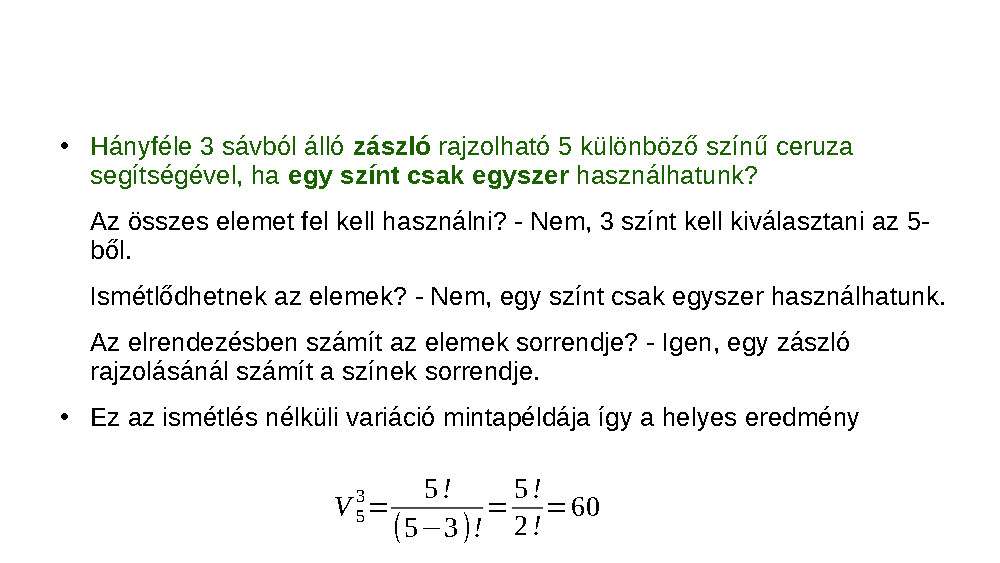 • Hányféle 3 sávból álló zászló rajzolható 5 különböző színű ceruza
segítségével, ha egy színt csak egyszer használhatunk?
Az összes elemet fel kell használni? - Nem, 3 színt kell kiválasztani az 5-
ből.
Ismétlődhetnek az elemek? - Nem, egy színt csak egyszer használhatunk.
Az elrendezésben számít az elemek sorrendje? - Igen, egy zászló
rajzolásánál számít a színek sorrendje.
• Ez az ismétlés nélküli variáció mintapéldája így a helyes eredmény
V_5^3 = 5! / (5−3)! = 5! / 2! = 60